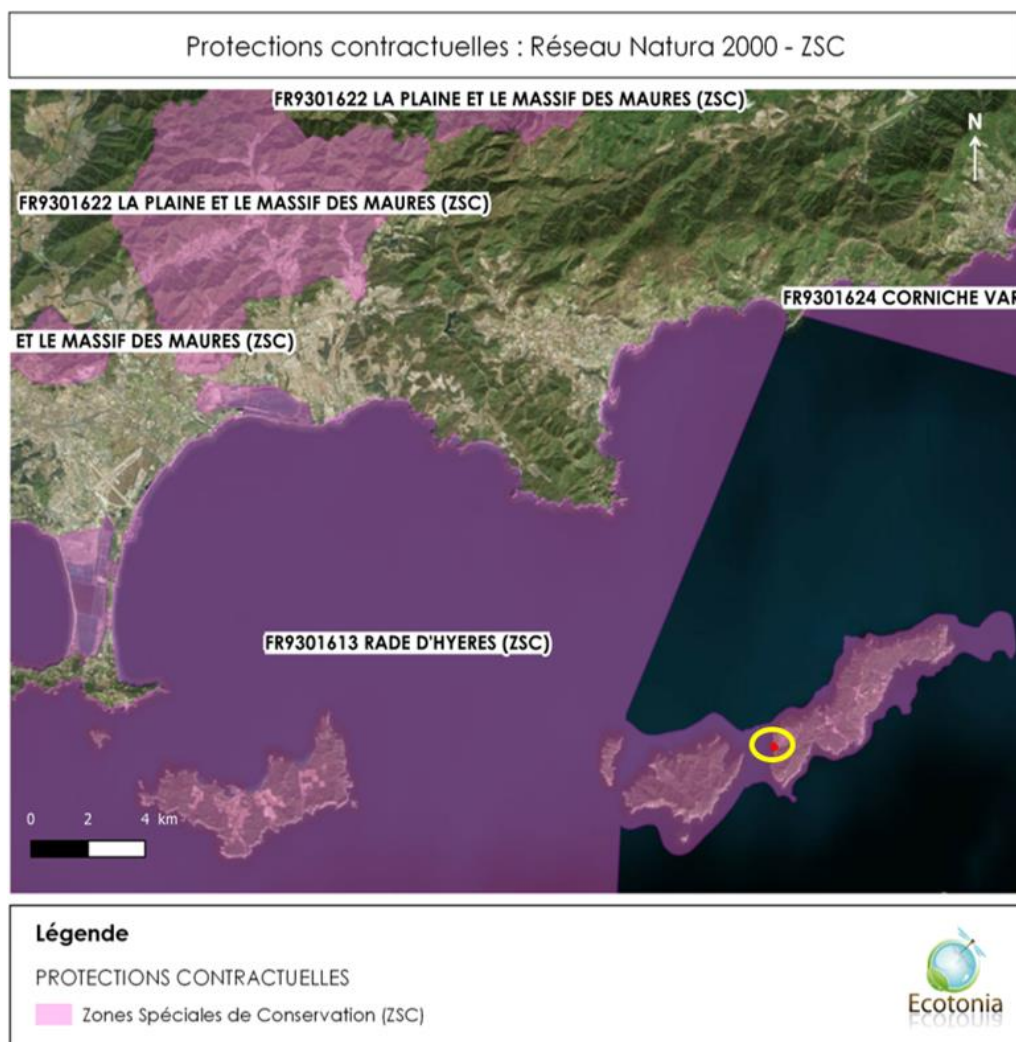 Protections contractuelles : Réseau Natura 2000 - ZSC
FR9301622 LA PLAINE ET LE MASSIF DES MAURES (ZSC)
N
FR9301622 LA PLAINE ET LE MASSIF DES MAURES (ZSC)
FR9301624 CORNICHE VAR
ET LE MASSIF DES MAURES (ZSC)
FR9301613 RADE D'HYERES (ZSC)
0 2 4 km
Légende
PROTECTIONS CONTRACTUELLES
Zones Spéciales de Conservation (ZSC)
Ecotonia